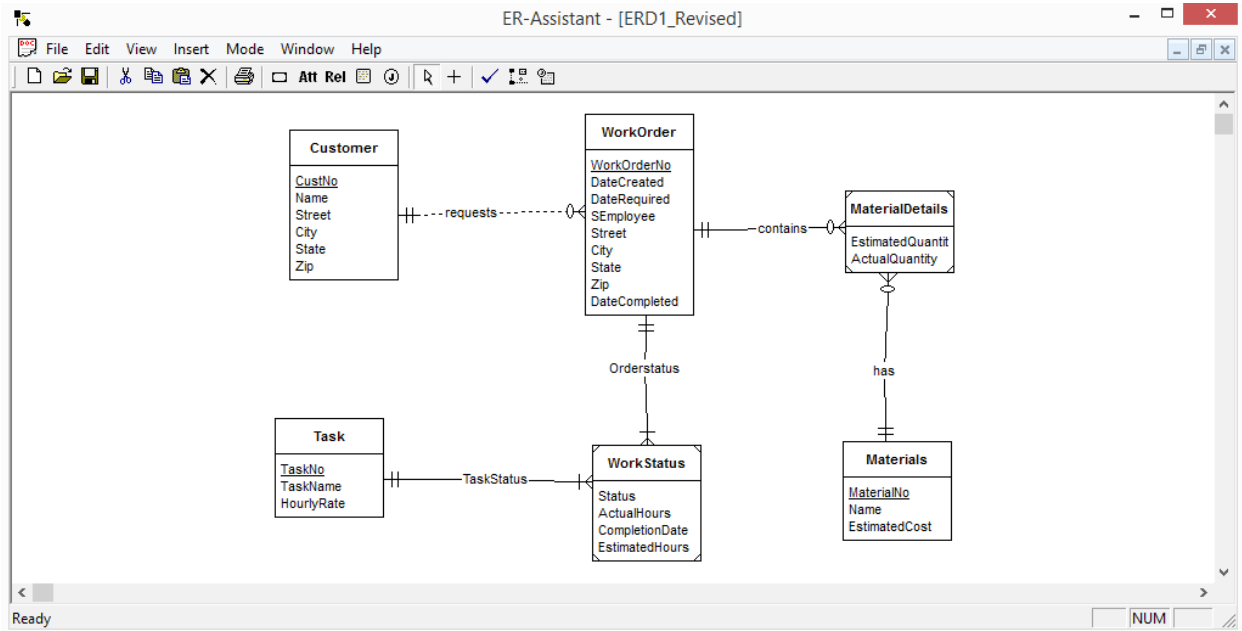 ER-Assistant - [ERD1_Revised]
File Edit View Insert Mode Window Help
Att Rel
Customer
CustNo
Name
Street
City
State
Zip
requests
WorkOrder
WorkOrderNo
DateCreated
DateRequired
SEmployee
Street
City
State
Zip
DateCompleted
contains
MaterialDetails
EstimatedQuantit
ActualQuantity
Orderstatus
has
Task
TaskNo
TaskName
HourlyRate
TaskStatus
WorkStatus
Status
ActualHours
CompletionDate
EstimatedHours
Materials
MaterialNo
Name
EstimatedCost
Ready
NUM